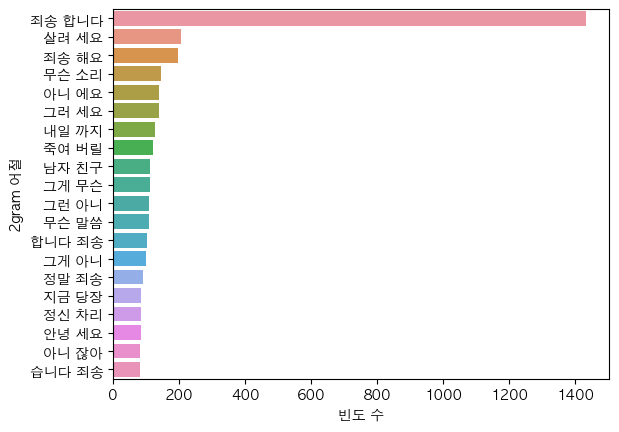 죄송 합니다
살려 세요
죄송 해요
무슨 소리
아니 에요
그러 세요
내일 까지
죽여 버릴
남자 친구
그게 무슨
그런 아니
무슨 말씀
합니다 죄송
그게 아니
정말 죄송
지금 당장
정신 차리
안녕 세요
아니 잖아
습니다 죄송
2gram 어절
0 200 400 600 800 1000 1200 1400
빈도 수